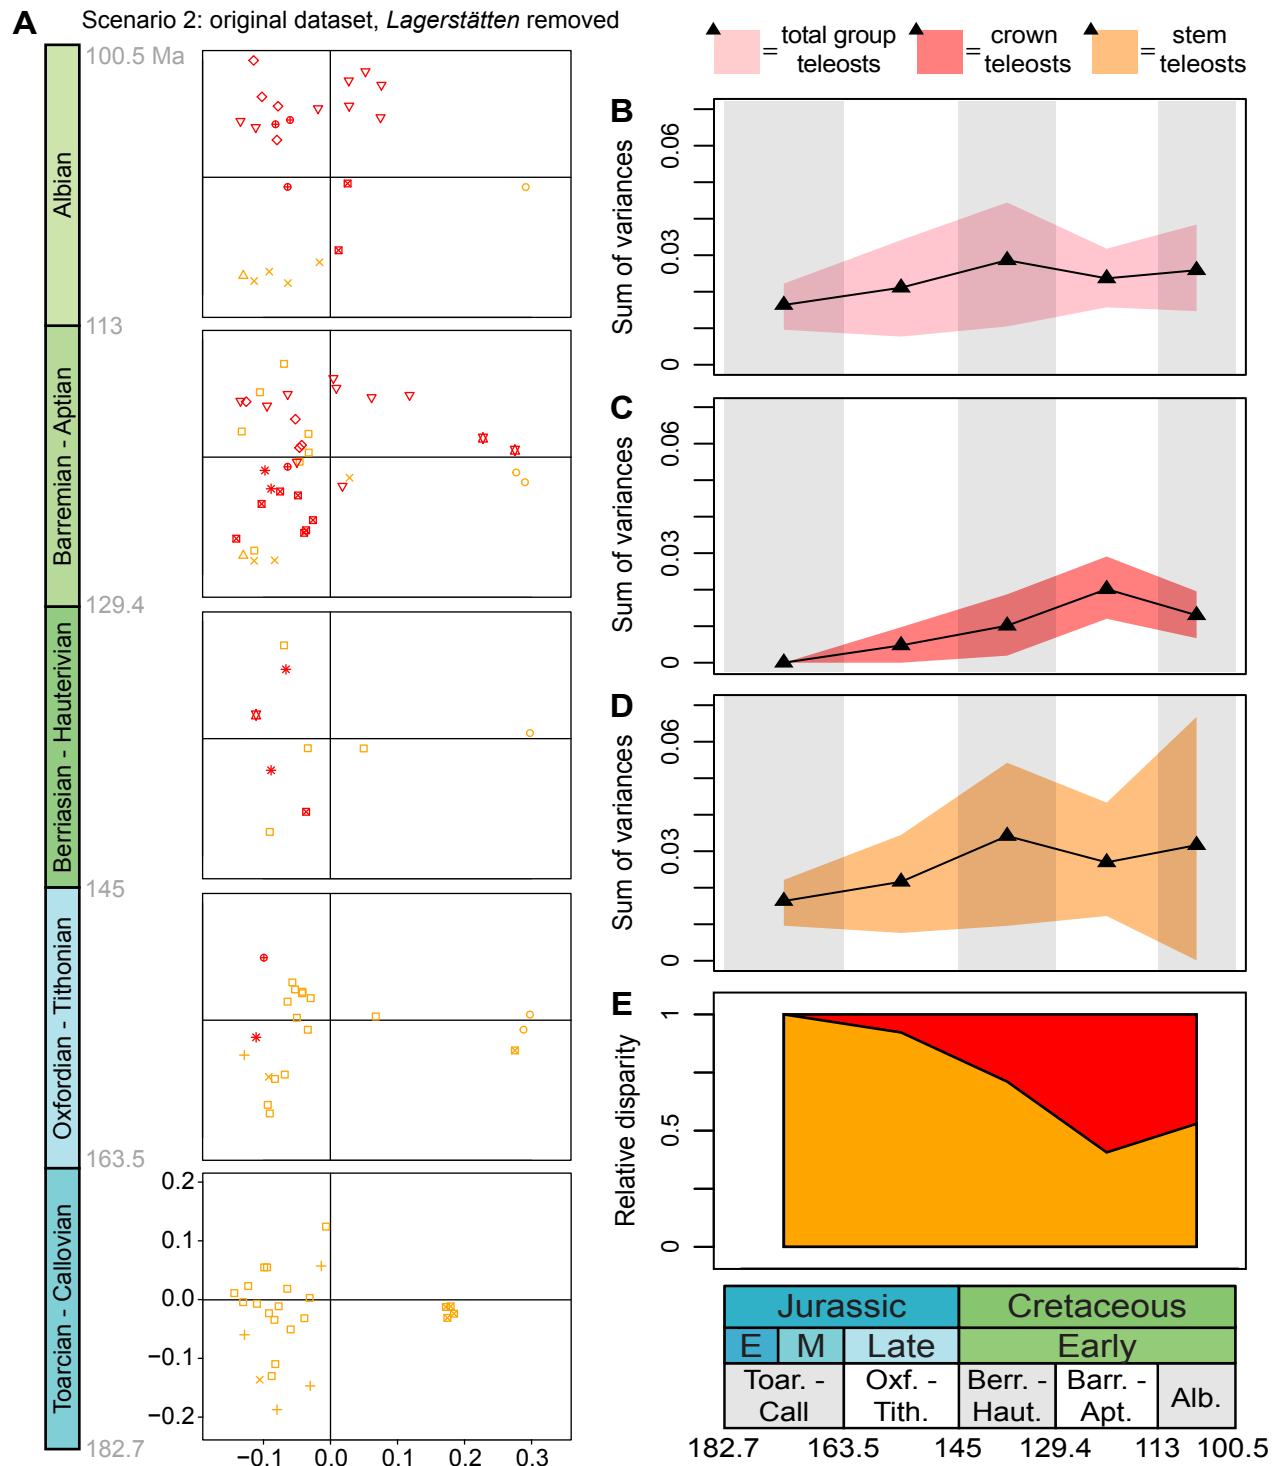 A
Scenario 2: original dataset, Lagerstätten removed
100.5 Ma
Albian
113
Barremian - Aptian
129.4
Berriasian - Hauterivian
145
Oxfordian - Tithonian
163.5
Toarcian - Callovian
182.7
0.2
0.1
0.0
−0.1
−0.2
−0.1 0.0 0.1 0.2 0.3
= total group teleosts
= crown teleosts
= stem teleosts
B
Sum of variances
0.06
0.03
0
C
Sum of variances
0.06
0.03
0
D
Sum of variances
0.06
0.03
0
E
Relative disparity
1
0.5
0
Jurassic Cretaceous
E M Late Early
Toar. - Call
Oxf. - Tith.
Berr. - Haut.
Barr. - Apt.
Alb.
182.7 163.5 145 129.4 113 100.5